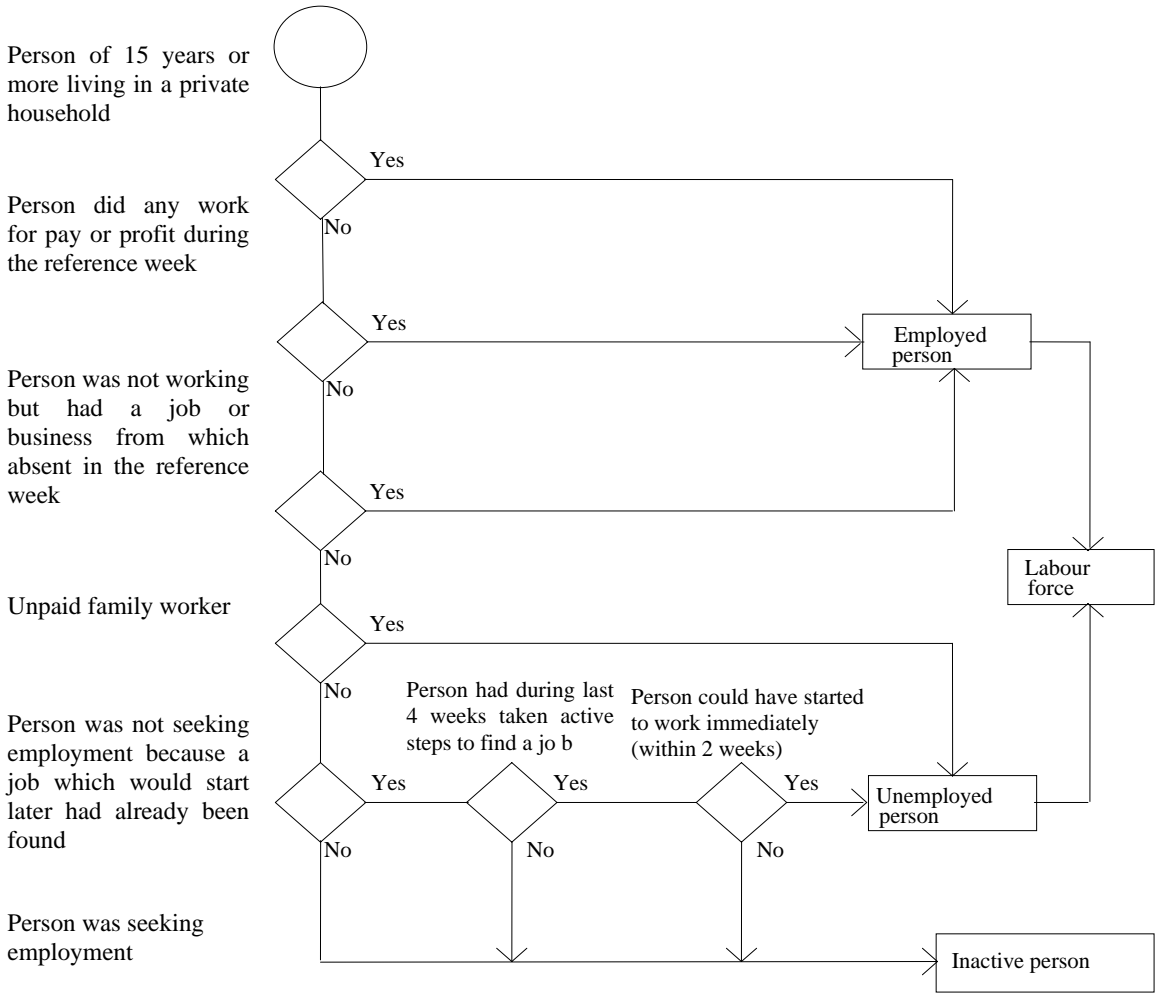 Person of 15 years or
more living in a private
household
Yes
Person did any work
for pay or profit during
the reference week
No
Yes
Employed
person
Person was not working
but had a job or
business from which
absent in the reference
week
No
Yes
No
Labour
force
Unpaid family worker
Yes
No
Person had during last
4 weeks taken active
steps to find a jo b
Person could have started
to work immediately
(within 2 weeks)
Person was not seeking
employment because a
job which would start
later had already been
found
Yes
Yes
Yes
Unemployed
person
No
No
No
Person was seeking
employment
Inactive person